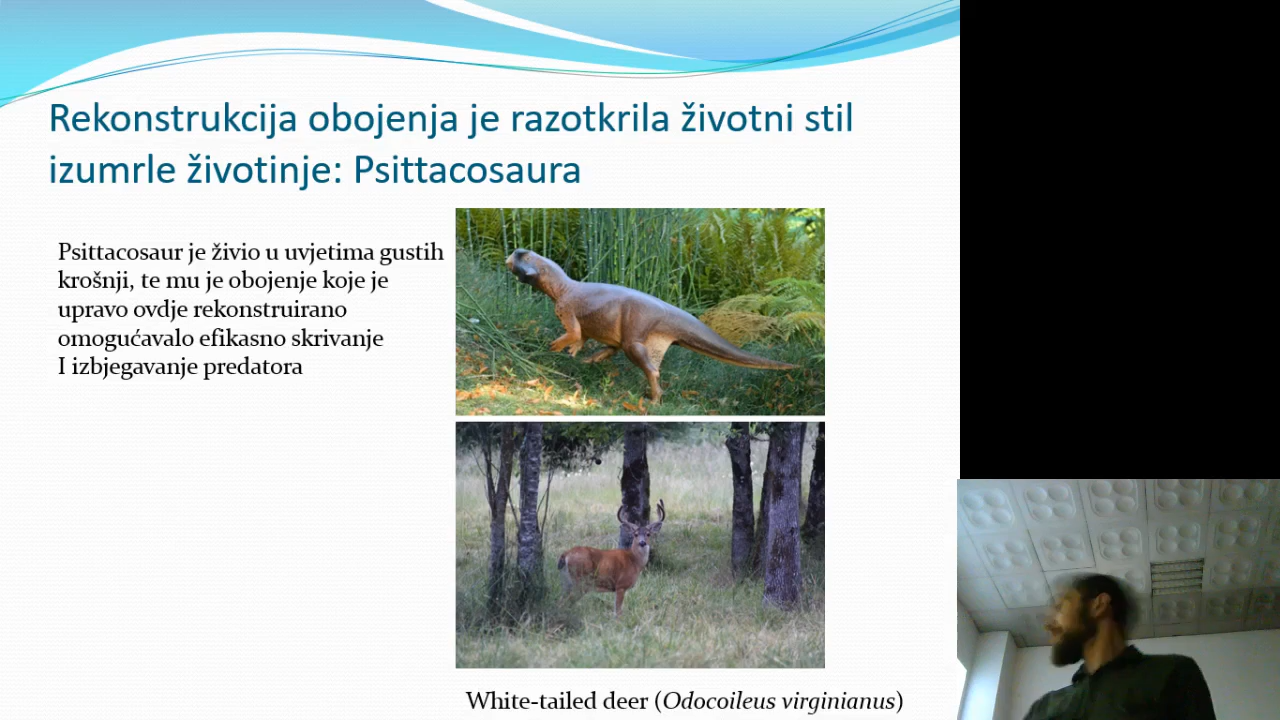 Rekonstrukcija obojenja je razotkrila životni stil
izumrle životinje: Psittacosaura
Psittacosaur je živio u uvjetima gustih
krošnji, te mu je obojenje koje je
upravo ovdje rekonstruirano
omogućavalo efikasno skrivanje
I izbjegavanje predatora
White-tailed deer (Odocoileus virginianus)